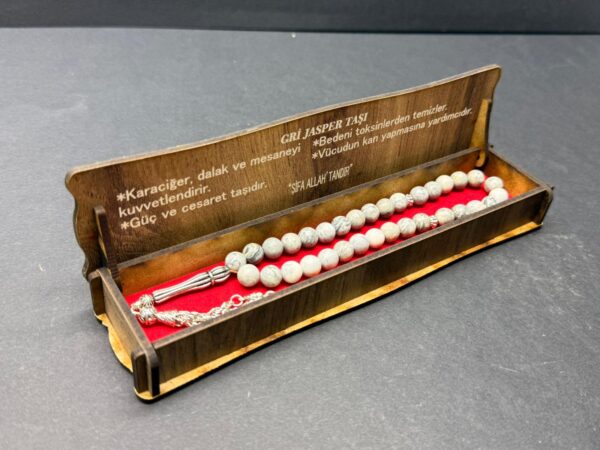 GRİ JASPER TAŞI
*Karaciğer, dalak ve mesaneyi
kuvvetlendirir.
*Güç ve cesaret taşıdır.
*Bedeni toksinlerden temizler.
*Vücudun kan yapmasına yardımcıdır.
"ŞİFA ALLAH'TANDIR"